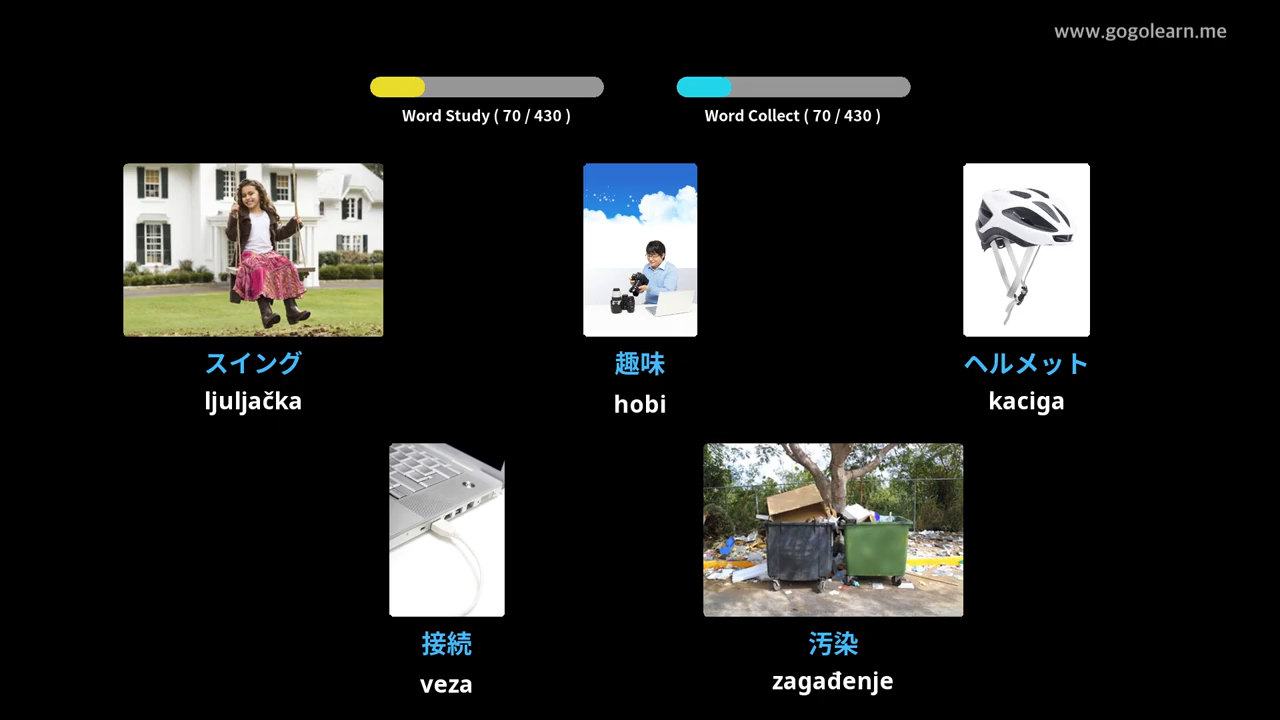 www.gogolearn.me
Word Study ( 70 / 430 )
Word Collect ( 70 / 430 )
スイング
ljuljačka
趣味
hobi
ヘルメット
kaciga
接続
veza
汚染
zagađenje